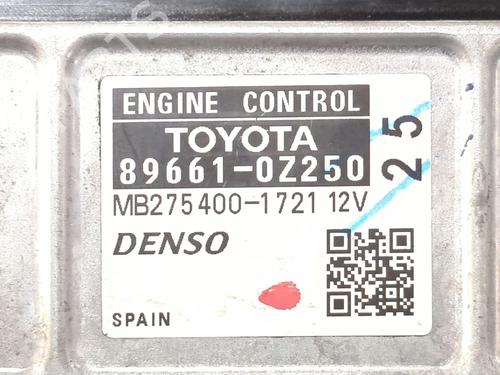 ENGINE CONTROL
TOYOTA
89661-0Z250
25
MB275400-1721 12V
DENSO
SPAIN